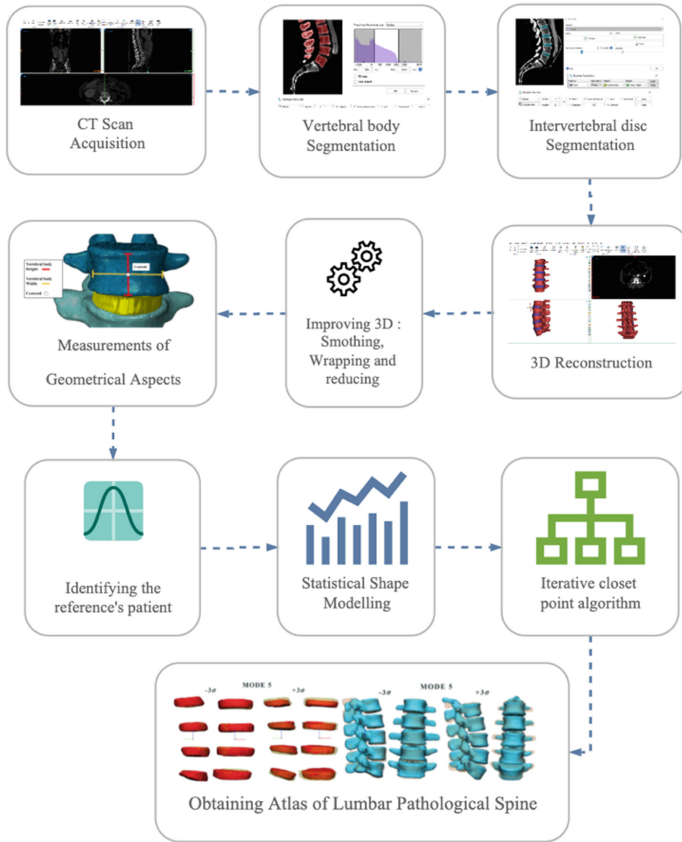 CT Scan
Acquisition
Vertebral body
Segmentation
Intervertebral disc
Segmentation
Vertebral body
Height
Vertebral body
Width
Centroid
Centroid
Measurements of
Geometrical Aspects
Improving 3D :
Smothing,
Wrapping and
reducing
3D Reconstruction
Identifying the
reference's patient
Statistical Shape
Modelling
Iterative closet
point algorithm
MODE 5
-3σ
+3σ
MODE 5
-3σ
+3σ
Obtaining Atlas of Lumbar Pathological Spine